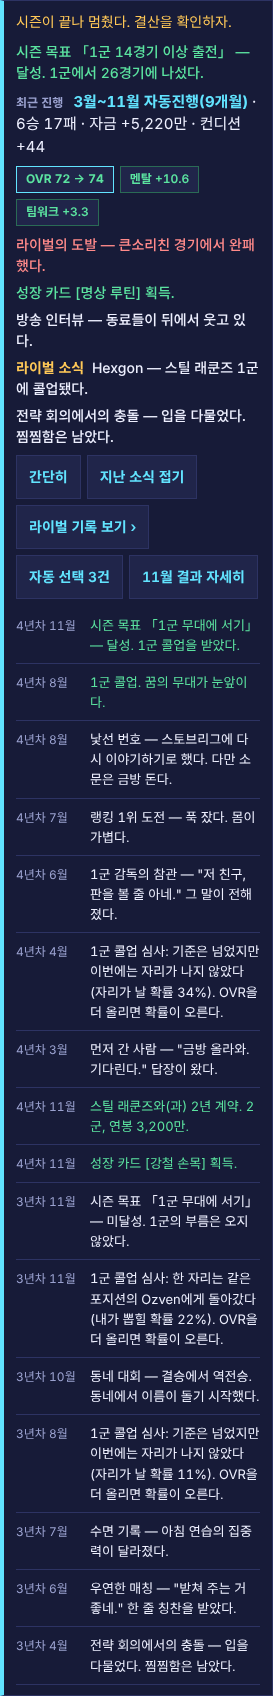 시즌이 끝나 멈췄다. 결산을 확인하자.
시즌 목표 「1군 14경기 이상 출전」 —
달성. 1군에서 26경기에 나섰다.
최근 진행 3월~11월 자동진행(9개월) ·
6승 17패 · 자금 +5,220만 · 컨디션
+44
OVR 72 → 74 멘탈 +10.6
팀워크 +3.3
라이벌의 도발 — 큰소리친 경기에서 완패
했다.
성장 카드 [명상 루틴] 획득.
방송 인터뷰 — 동료들이 뒤에서 웃고 있
다.
라이벌 소식 Hexgon — 스틸 래쿤즈 1군
에 콜업됐다.
전략 회의에서의 충돌 — 입을 다물었다.
찜찜함은 남았다.
간단히 지난 소식 접기
라이벌 기록 보기 ›
자동 선택 3건 11월 결과 자세히
4년차 11월 시즌 목표 「1군 무대에 서기」
— 달성. 1군 콜업을 받았다.
4년차 8월 1군 콜업. 꿈의 무대가 눈앞이
다.
4년차 8월 낯선 번호 — 스토브리그에 다
시 이야기하기로 했다. 다만 소
문은 금방 돈다.
4년차 7월 랭킹 1위 도전 — 푹 잤다. 몸이
가볍다.
4년차 6월 1군 감독의 참관 — "저 친구,
판을 볼 줄 아네." 그 말이 전해
졌다.
4년차 4월 1군 콜업 심사: 기준은 넘었지만
이번에는 자리가 나지 않았다
(자리가 날 확률 34%). OVR을
더 올리면 확률이 오른다.
4년차 3월 먼저 간 사람 — "금방 올라와.
기다린다." 답장이 왔다.
4년차 11월 스틸 래쿤즈와(과) 2년 계약. 2
군, 연봉 3,200만.
4년차 11월 성장 카드 [강철 손목] 획득.
3년차 11월 시즌 목표 「1군 무대에 서기」
— 미달성. 1군의 부름은 오지
않았다.
3년차 11월 1군 콜업 심사: 한 자리는 같은
포지션의 Ozven에게 돌아갔다
(내가 뽑힐 확률 22%). OVR을
더 올리면 확률이 오른다.
3년차 10월 동네 대회 — 결승에서 역전승.
동네에서 이름이 돌기 시작했다.
3년차 8월 1군 콜업 심사: 기준은 넘었지만
이번에는 자리가 나지 않았다
(자리가 날 확률 11%). OVR을
더 올리면 확률이 오른다.
3년차 7월 수면 기록 — 아침 연습의 집중
력이 달라졌다.
3년차 6월 우연한 매칭 — "받쳐 주는 거
좋네." 한 줄 칭찬을 받았다.
3년차 4월 전략 회의에서의 충돌 — 입을
다물었다. 찜찜함은 남았다.